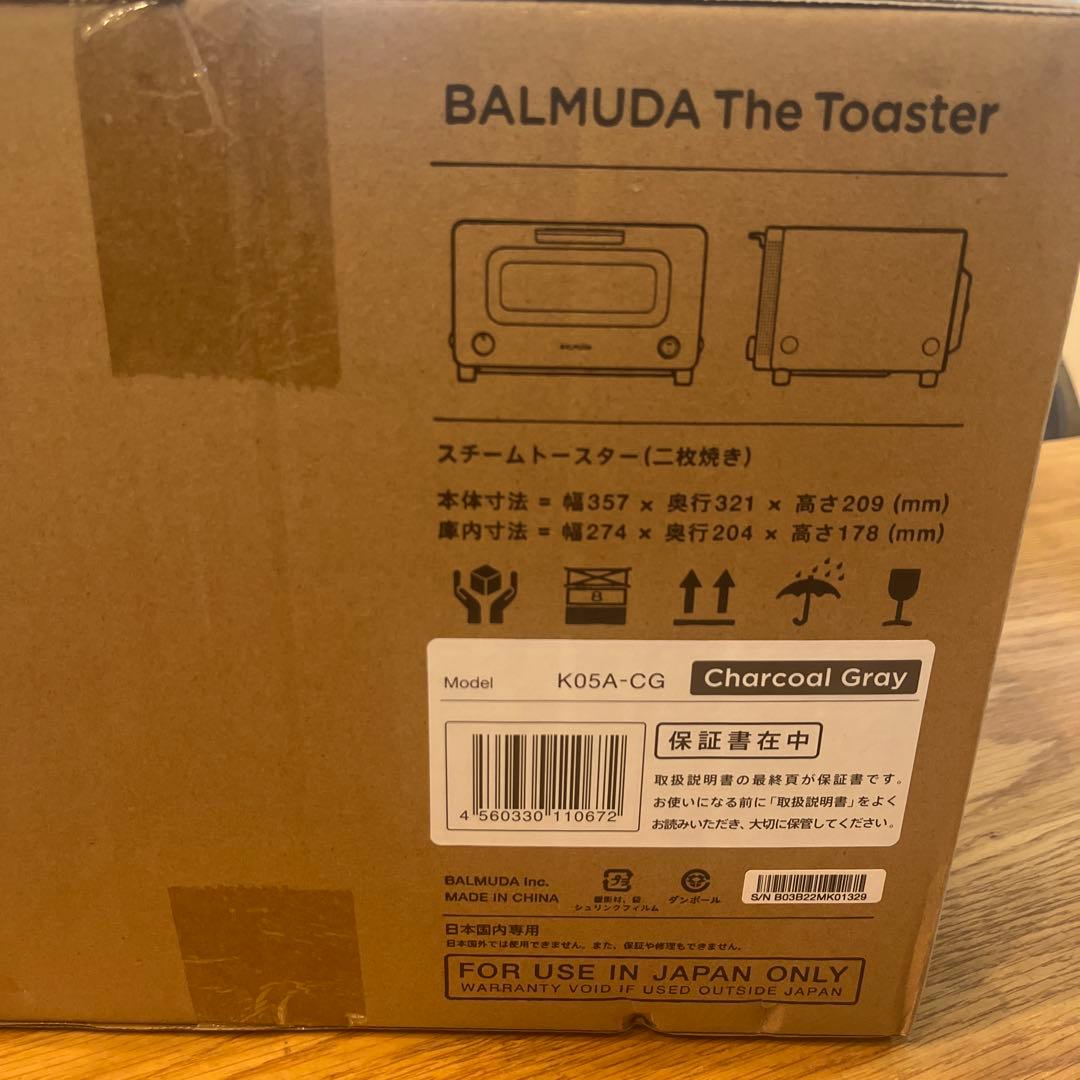 BALMUDA The Toaster
BALMUDA
スチームトースター(二枚焼き)
本体寸法 = 幅357 × 奥行321 × 高さ209 (mm)
庫内寸法 = 幅274 × 奥行204 × 高さ178 (mm)
8
Model K05A-CG Charcoal Gray
保証書在中
取扱説明書の最終頁が保証書です。
お使いになる前に「取扱説明書」をよく
お読みいただき、大切に保管してください。
4 560330 110672
BALMUDA Inc.
MADE IN CHINA
プラ
緩衝材、袋
シュリンクフィルム
ダンボール
S/N B03B22MK01329
日本国内専用
日本国外では使用できません。また、保証や修理もできません。
FOR USE IN JAPAN ONLY
WARRANTY VOID IF USED OUTSIDE JAPAN